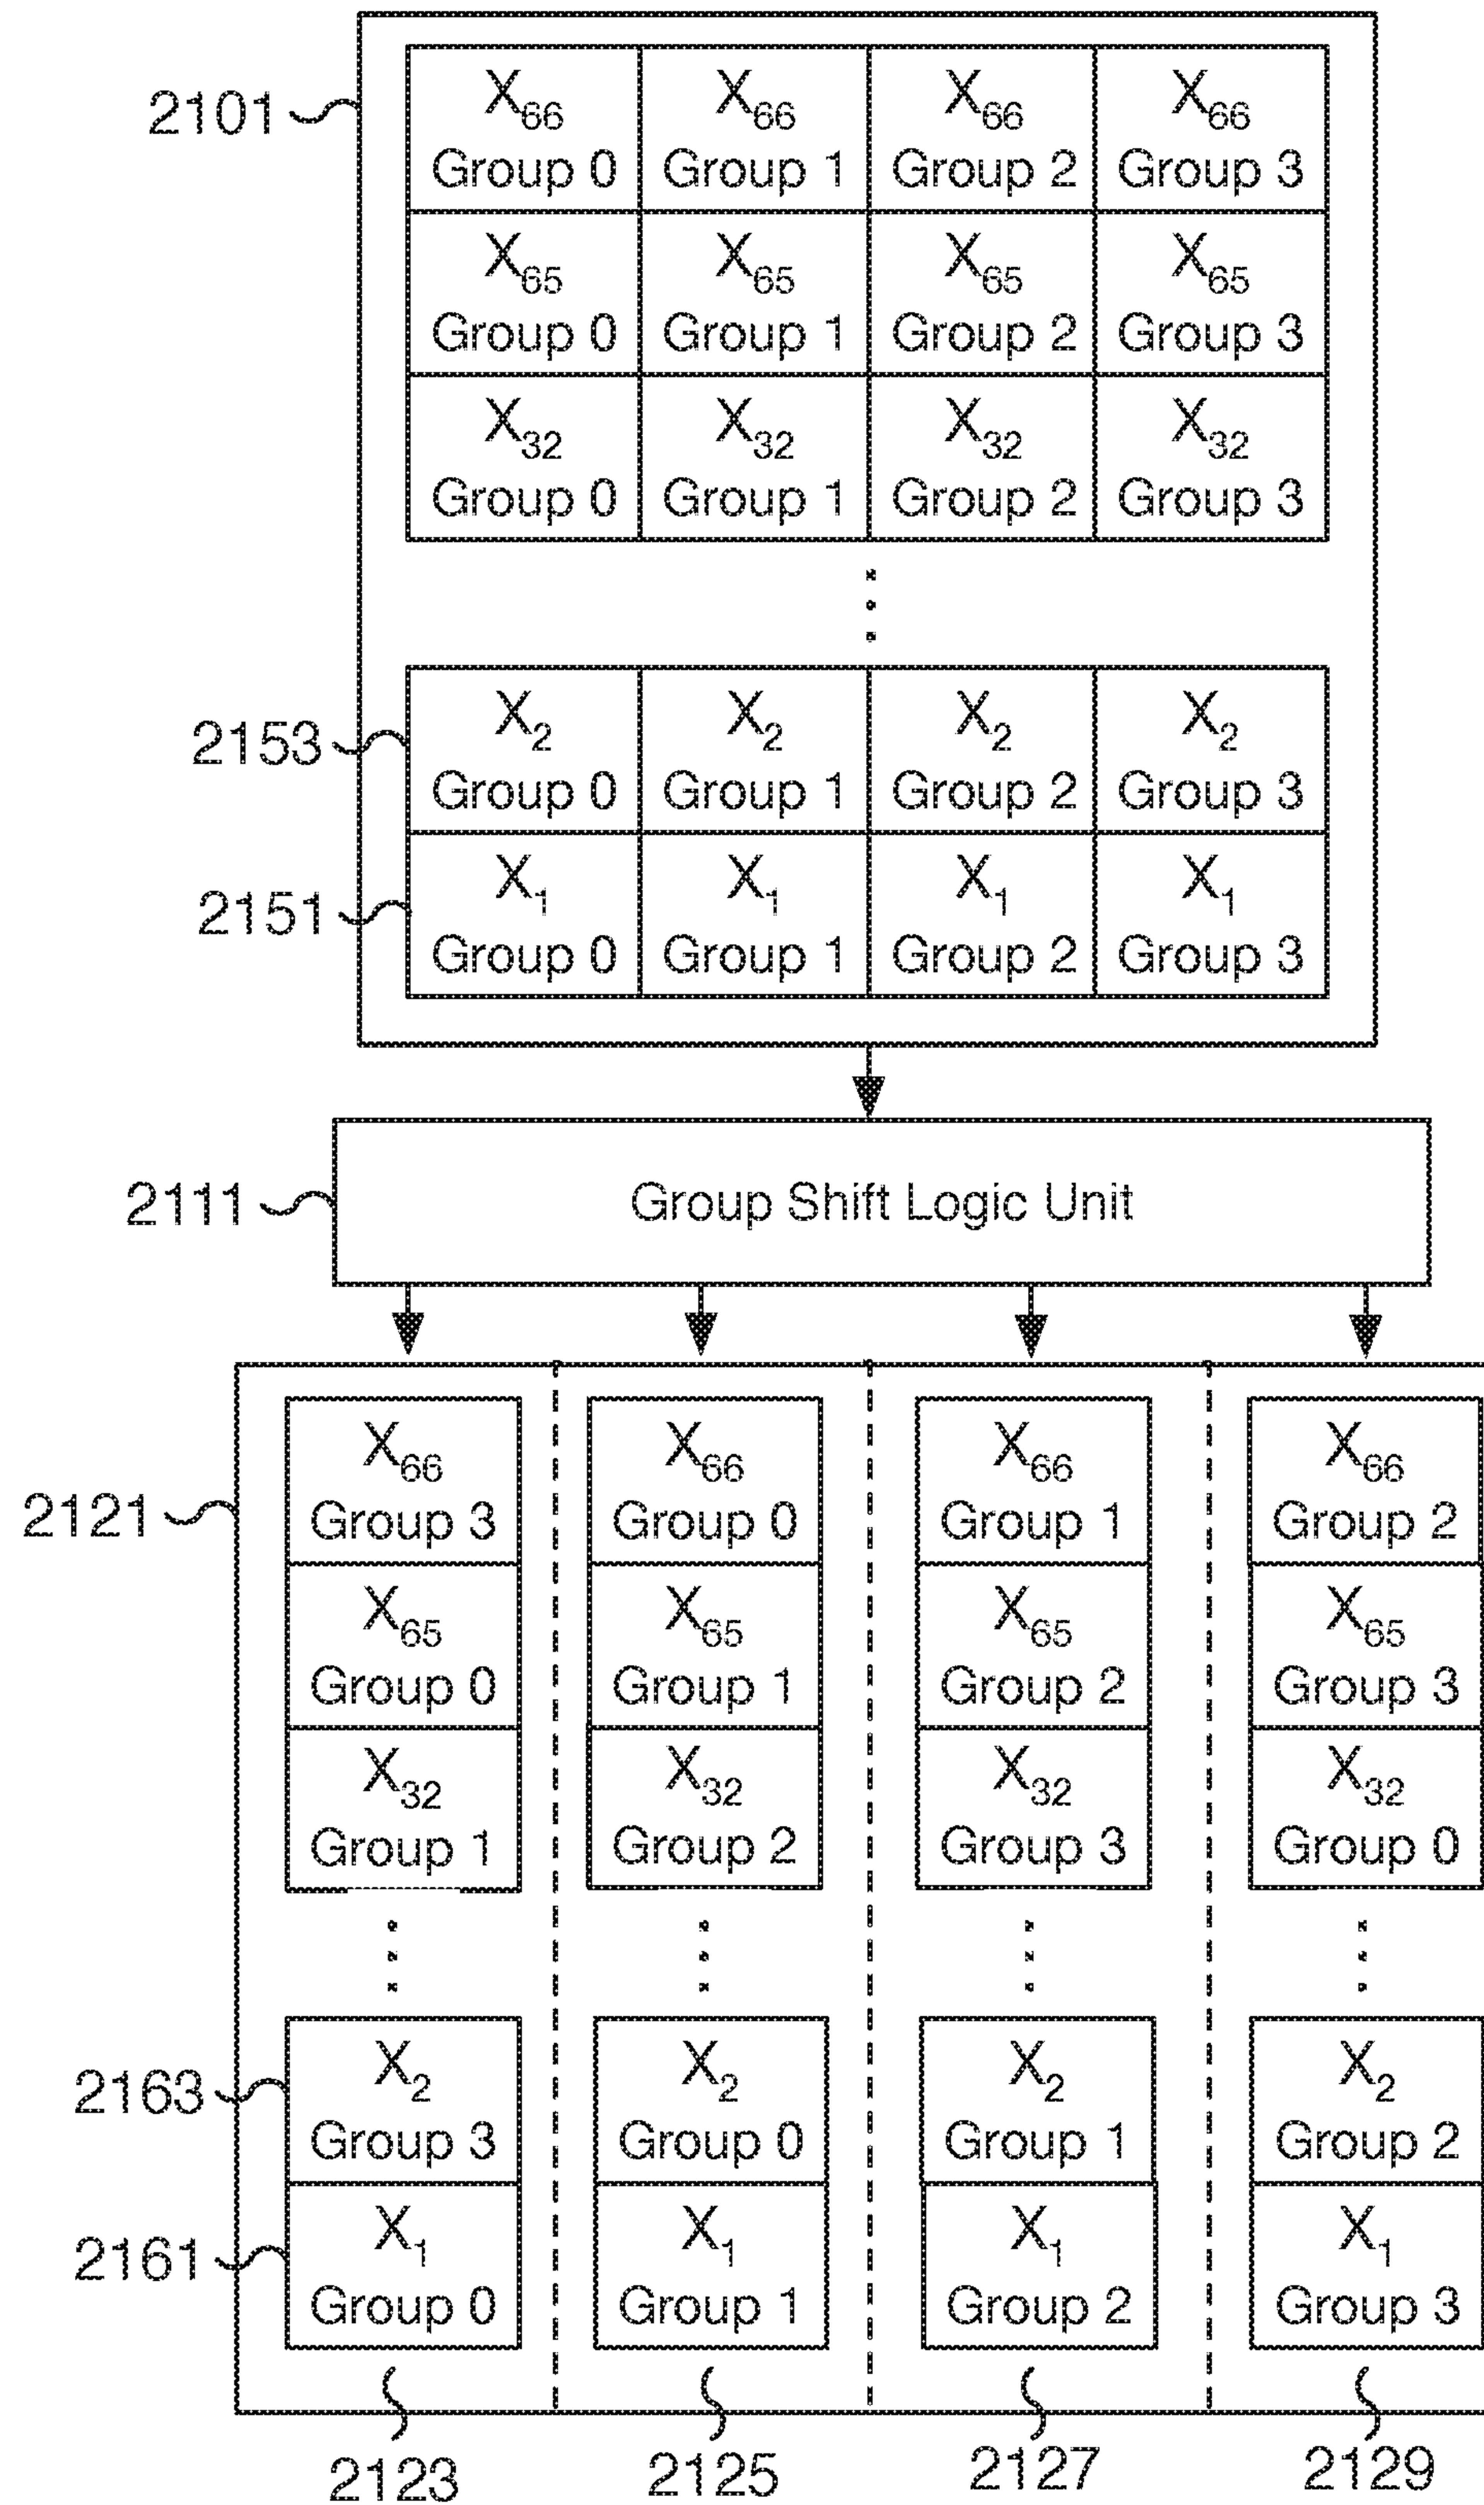 2101
X66 X66 X66 X66
Group 0 Group 1 Group 2 Group 3
X65 X65 X65 X65
Group 0 Group 1 Group 2 Group 3
X32 X32 X32 X32
Group 0 Group 1 Group 2 Group 3
2153
X2 X2 X2 X2
Group 0 Group 1 Group 2 Group 3
2151
X1 X1 X1 X1
Group 0 Group 1 Group 2 Group 3
2111
Group Shift Logic Unit
2121
X66 X66 X66 X66
Group 3 Group 0 Group 1 Group 2
X65 X65 X65 X65
Group 0 Group 1 Group 2 Group 3
X32 X32 X32 X32
Group 1 Group 2 Group 3 Group 0
2163
X2 X2 X2 X2
Group 3 Group 0 Group 1 Group 2
2161
X1 X1 X1 X1
Group 0 Group 1 Group 2 Group 3
2123 2125 2127 2129